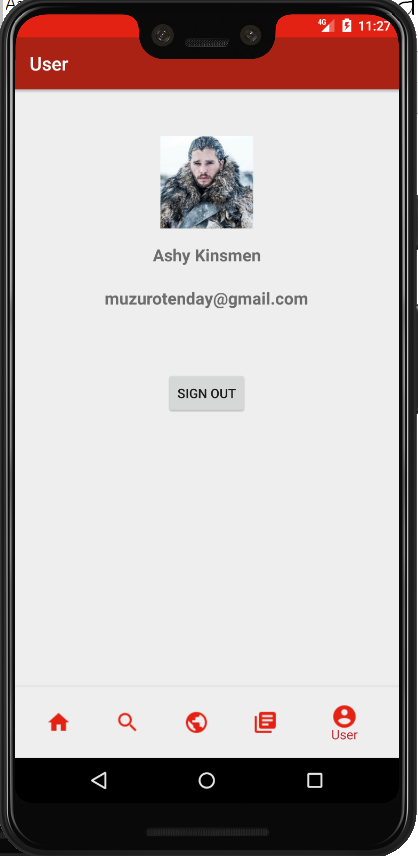 4G 11:27
User
Ashy Kinsmen
muzurotenday@gmail.com
SIGN OUT
User